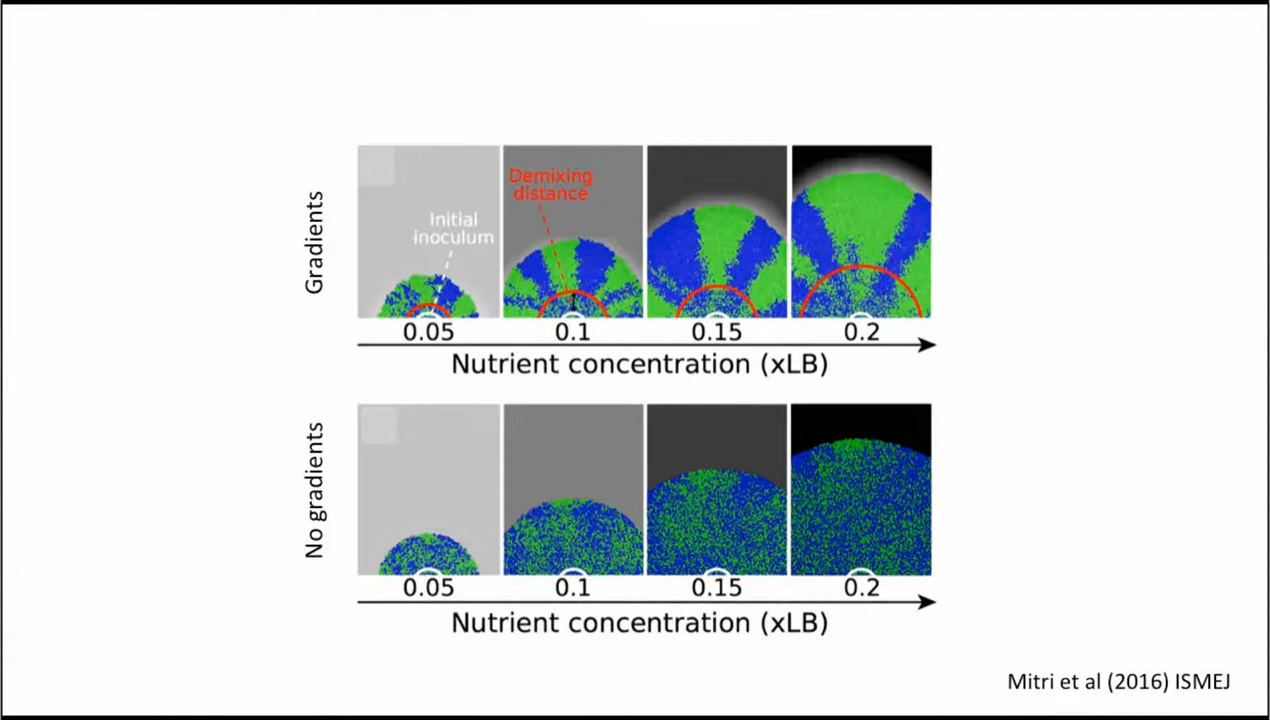 Gradients
Initial
inoculum
Demixing
distance
0.05
0.1
0.15
0.2
Nutrient concentration (xLB)
No gradients
0.05
0.1
0.15
0.2
Nutrient concentration (xLB)
Mitri et al (2016) ISMEJ